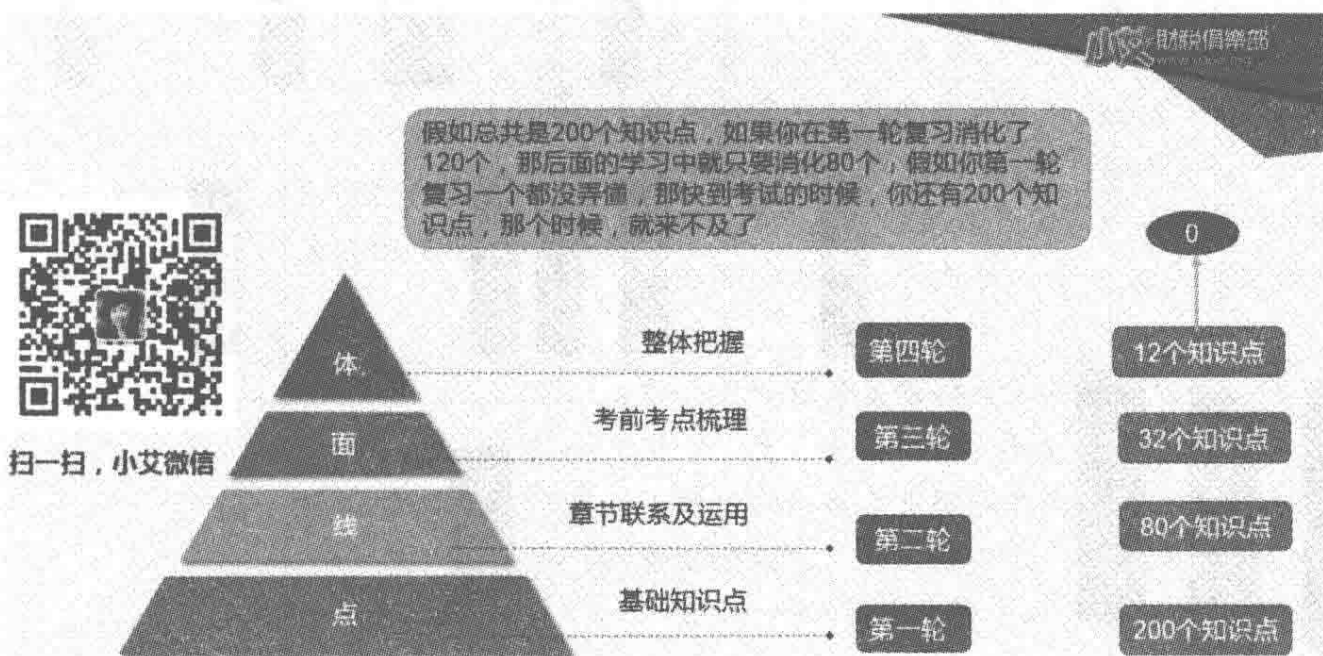 小艾 财税俱乐部
假如总共是200个知识点，如果你在第一轮复习消化了
120个，那后面的学习中就只要消化80个，假如你第一轮
复习一个都没弄懂，那快到考试的时候，你还有200个知
识点，那个时候，就来不及了
0
体
整体把握
第四轮
12个知识点
面
考前考点梳理
第三轮
32个知识点
扫一扫，小艾微信
线
章节联系及运用
第二轮
80个知识点
点
基础知识点
第一轮
200个知识点